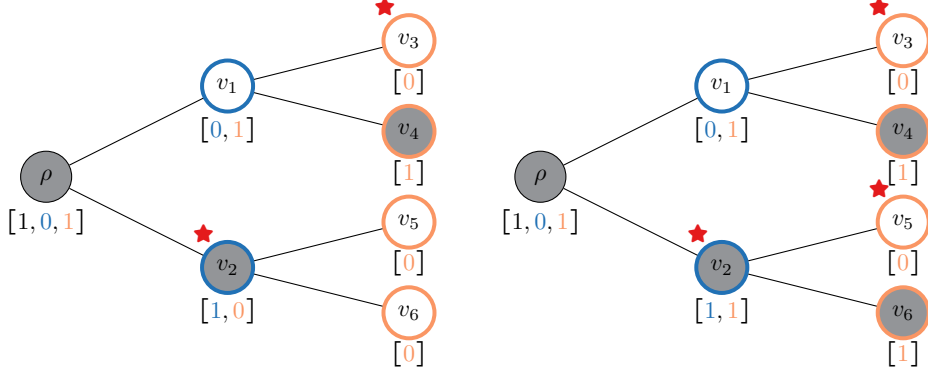 v₃
[0]
v₁
[0, 1]
v₄
[1]
ρ
[1, 0, 1]
v₅
[0]
v₂
[1, 0]
v₆
[0]
v₃
[0]
v₁
[0, 1]
v₄
[1]
ρ
[1, 0, 1]
v₅
[0]
v₂
[1, 1]
v₆
[1]